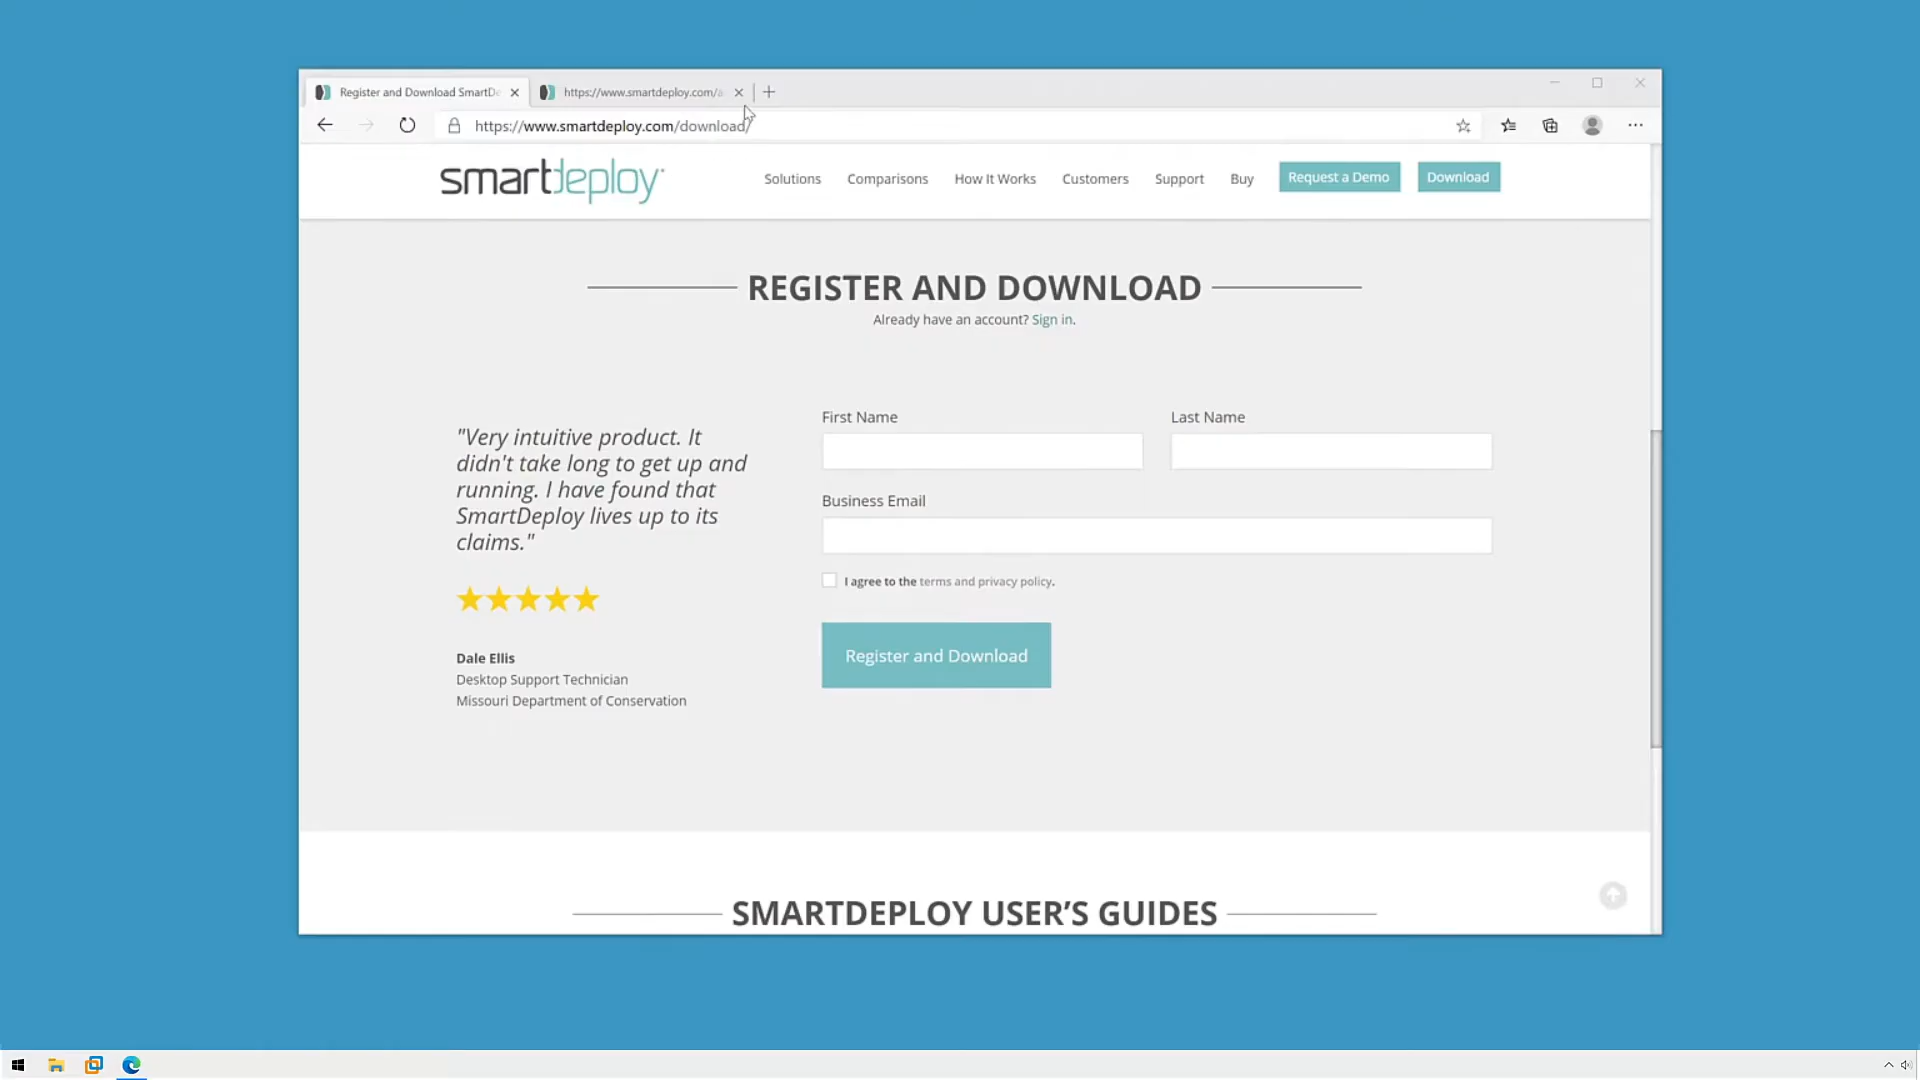 Register and Download SmartDe
https://www.smartdeploy.com/a
https://www.smartdeploy.com/download/
smartdeploy
Solutions
Comparisons
How It Works
Customers
Support
Buy
Request a Demo
Download
REGISTER AND DOWNLOAD
Already have an account? Sign in.
"Very intuitive product. It
didn't take long to get up and
running. I have found that
SmartDeploy lives up to its
claims."
Dale Ellis
Desktop Support Technician
Missouri Department of Conservation
First Name
Last Name
Business Email
I agree to the terms and privacy policy.
Register and Download
SMARTDEPLOY USER'S GUIDES